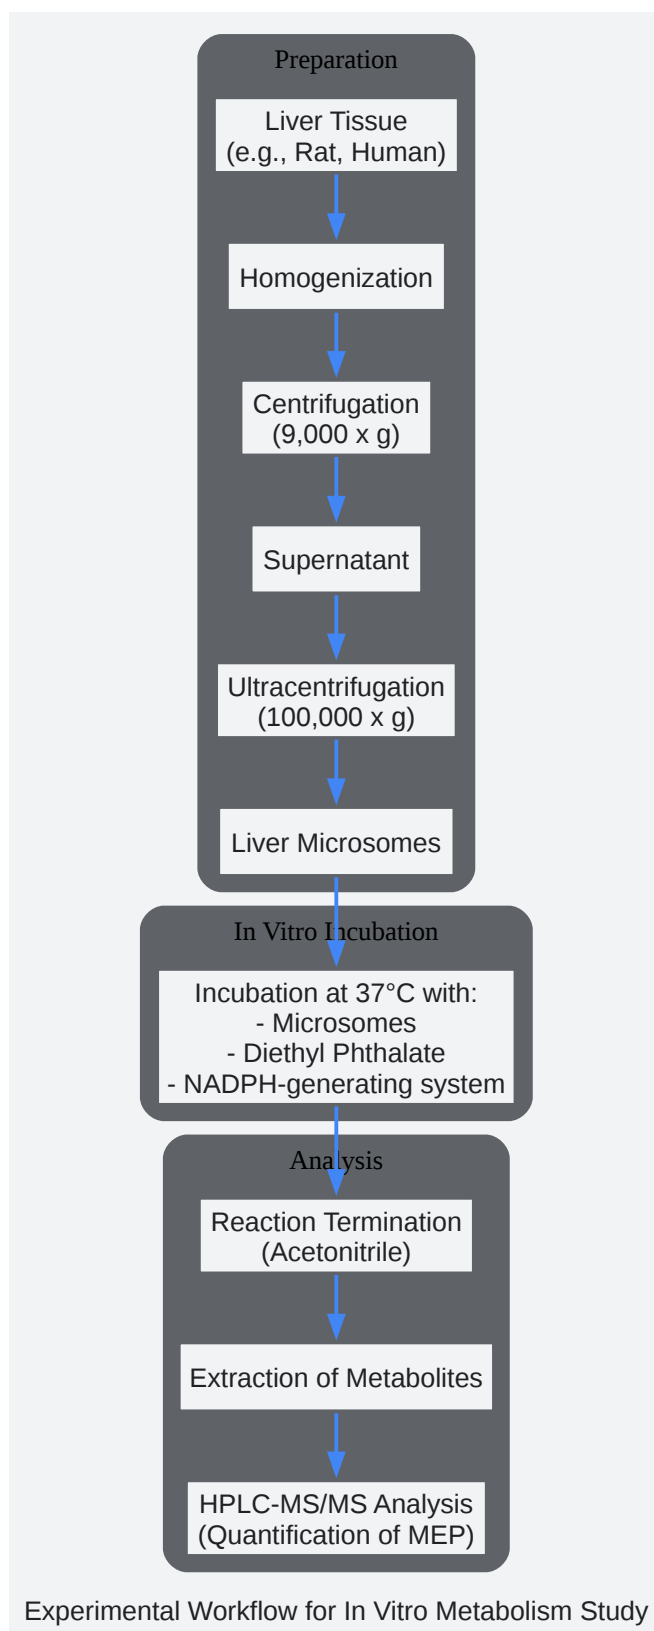 Preparation
Liver Tissue
(e.g., Rat, Human)
Homogenization
Centrifugation
(9,000 x g)
Supernatant
Ultracentrifugation
(100,000 x g)
Liver Microsomes
In Vitro Incubation
Incubation at 37°C with:
- Microsomes
- Diethyl Phthalate
- NADPH-generating system
Analysis
Reaction Termination
(Acetonitrile)
Extraction of Metabolites
HPLC-MS/MS Analysis
(Quantification of MEP)
Experimental Workflow for In Vitro Metabolism Study